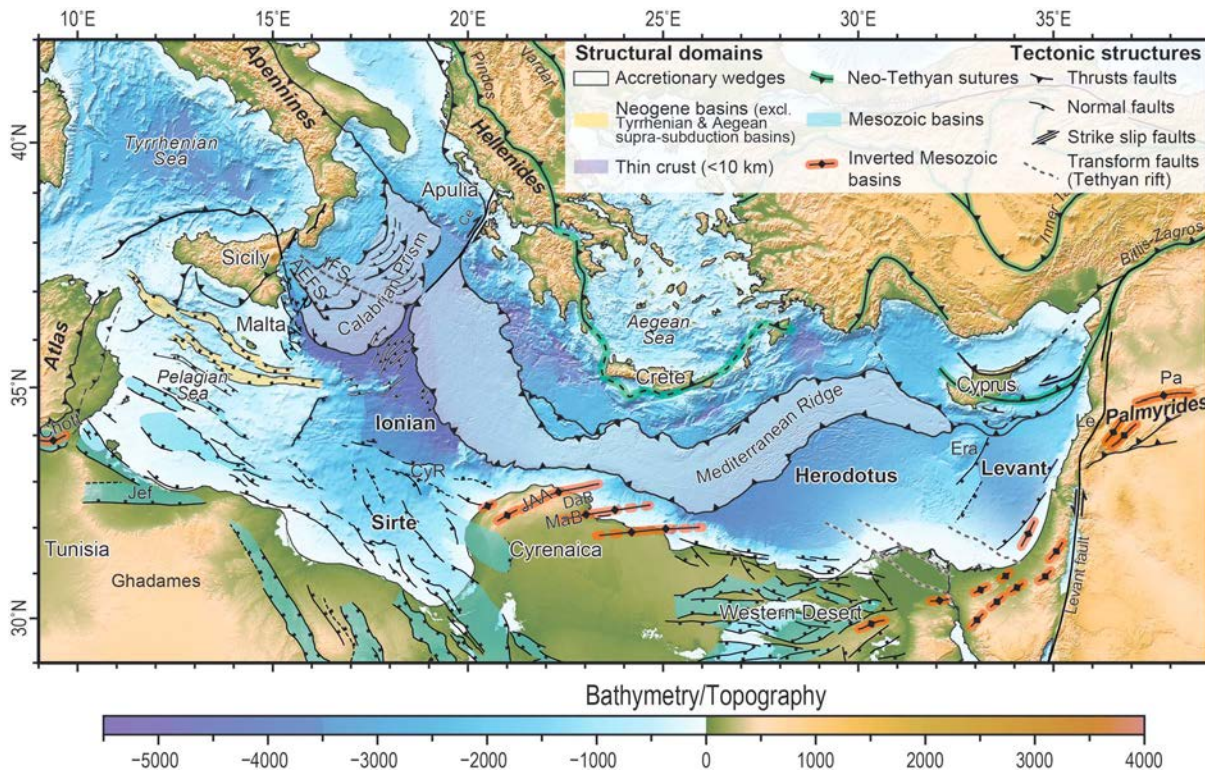 10°E 15°E 20°E 25°E 30°E 35°E
40°N
35°N
30°N
Structural domains
Accretionary wedges
Neogene basins (excl.
Tyrrhenian & Aegean
supra-subduction basins)
Thin crust (<10 km)
Neo-Tethyan sutures
Mesozoic basins
Inverted Mesozoic
basins
Tectonic structures
Thrusts faults
Normal faults
Strike slip faults
Transform faults
(Tethyan rift)
Apennines
Pindos
Vardar
Hellenides
Tyrrhenian
Sea
Apulia
Ce
Inner
Bitlis-Zagros
Sicily
IFS
AEFS
Calabrian Prism
Malta
Aegean
Sea
Atlas
Pelagian
Sea
Crete
Cyprus
Pa
Palmyrides
Chott
Ionian
Mediterranean Ridge
Le
Era
Levant
Herodotus
CyR
Jef
JAA
DaB
MaB
Sirte
Cyrenaica
Tunisia
Ghadames
Western Desert
Levant fault
Bathymetry/Topography
−5000 −4000 −3000 −2000 −1000 0 1000 2000 3000 4000